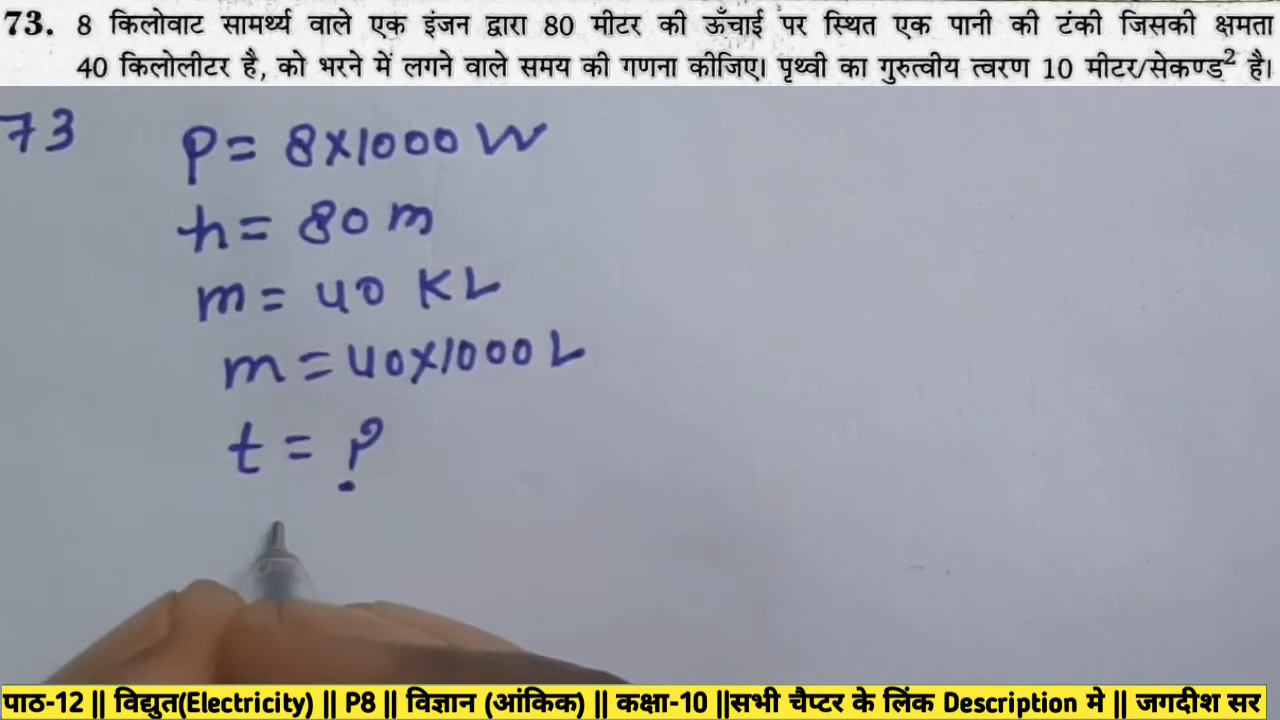 73. 8 किलोवाट सामर्थ्य वाले एक इंजन द्वारा 80 मीटर की ऊँचाई पर स्थित एक पानी की टंकी जिसकी क्षमता
40 किलोलीटर है, को भरने में लगने वाले समय की गणना कीजिए। पृथ्वी का गुरुत्वीय त्वरण 10 मीटर/सेकण्ड² है।
73 P = 8×1000 W
h = 80 m
m = 40 KL
m = 40×1000 L
t = ?
पाठ-12 || विद्युत(Electricity) || P8 || विज्ञान (आंकिक) || कक्षा-10 ||सभी चैप्टर के लिंक Description मे || जगदीश सर